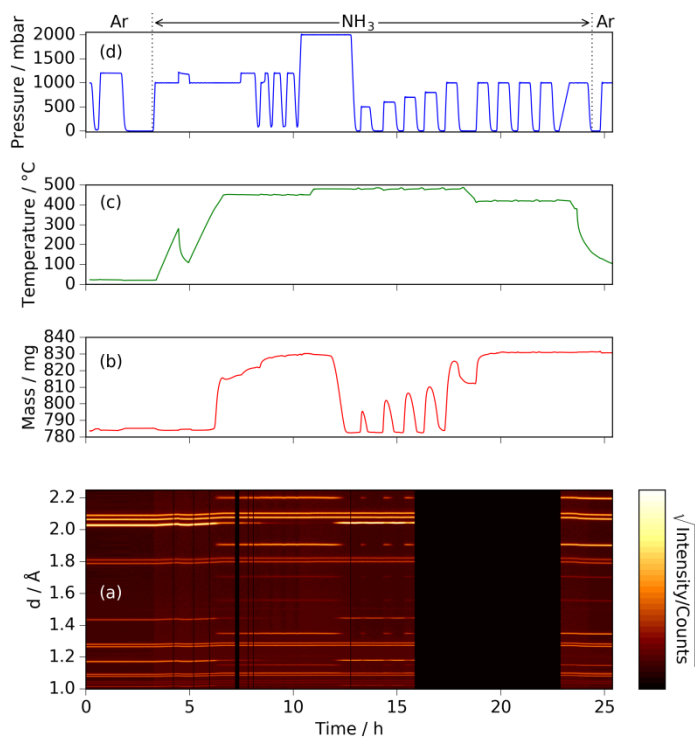 Ar NH₃ Ar
Pressure / mbar
2000
1500
1000
500
0
(d)
Temperature / °C
500
400
300
200
100
0
(c)
Mass / mg
840
830
820
810
800
790
780
(b)
d / Å
2.2
2.0
1.8
1.6
1.4
1.2
1.0
(a)
0 5 10 15 20 25
Time / h
√Intensity/Counts